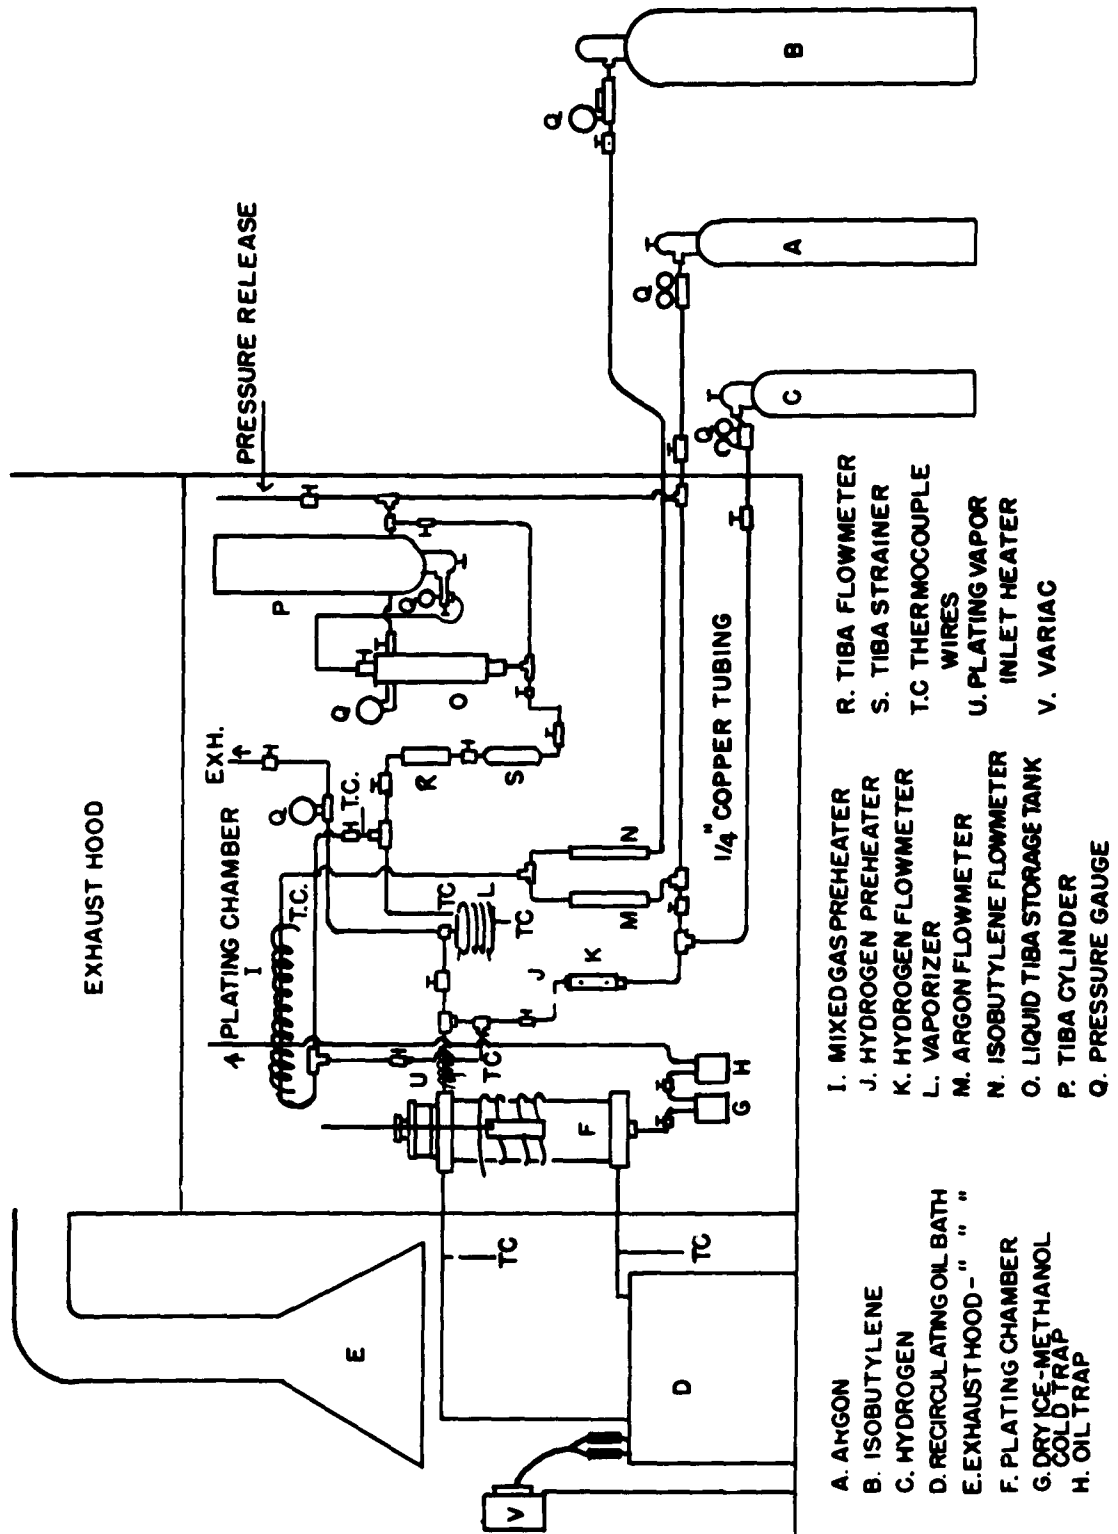 EXHAUST HOOD
PRESSURE RELEASE
PLATING CHAMBER
EXH.
I
T.C.
T.C.
Q
Q
Q
Q
Q
Q
P
O
R
S
B
A
C
TC
L
TC
N
M
J
K
1/4" COPPER TUBING
U
TC
H
G
F
E
TC
TC
D
V
A. ARGON
B. ISOBUTYLENE
C. HYDROGEN
D. RECIRCULATING OIL BATH
E. EXHAUST HOOD - " " "
F. PLATING CHAMBER
G. DRY ICE-METHANOL
COLD TRAP
H. OIL TRAP
I. MIXED GAS PREHEATER
J. HYDROGEN PREHEATER
K. HYDROGEN FLOWMETER
L. VAPORIZER
M. ARGON FLOWMETER
N. ISOBUTYLENE FLOWMETER
O. LIQUID TIBA STORAGE TANK
P. TIBA CYLINDER
Q. PRESSURE GAUGE
R. TIBA FLOWMETER
S. TIBA STRAINER
T.C THERMOCOUPLE
WIRES
U. PLATING VAPOR
INLET HEATER
V. VARIAC